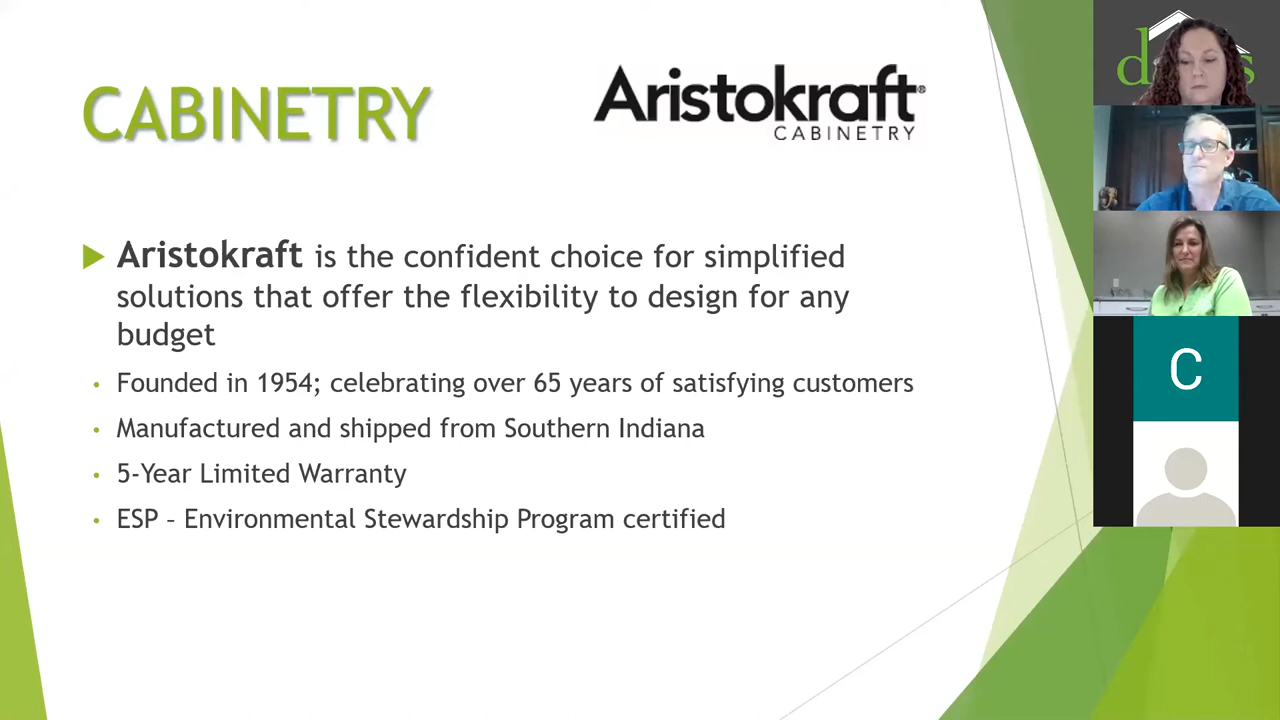 CABINETRY
Aristokraft®
CABINETRY
Aristokraft is the confident choice for simplified
solutions that offer the flexibility to design for any
budget
Founded in 1954; celebrating over 65 years of satisfying customers
Manufactured and shipped from Southern Indiana
5-Year Limited Warranty
ESP – Environmental Stewardship Program certified
C